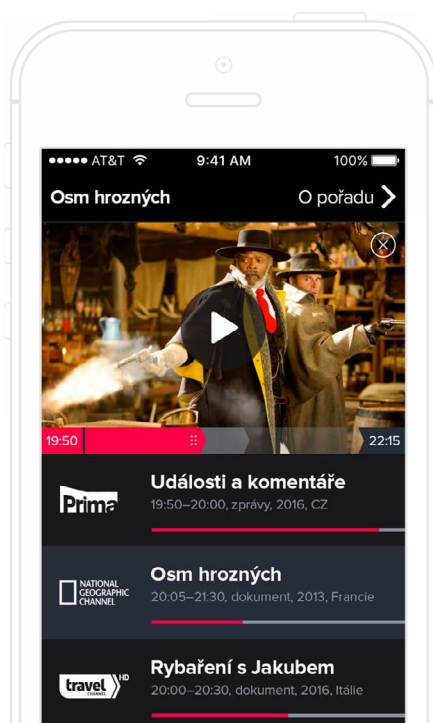 AT&T 9:41 AM 100%
Osm hrozných O pořadu
19:50 22:15
Prima
Události a komentáře
19:50–20:00, zprávy, 2016, CZ
NATIONAL
GEOGRAPHIC
CHANNEL
Osm hrozných
20:05–21:30, dokument, 2013, Francie
travel HD
CHANNEL
Rybaření s Jakubem
20:00–20:30, dokument, 2016, Itálie